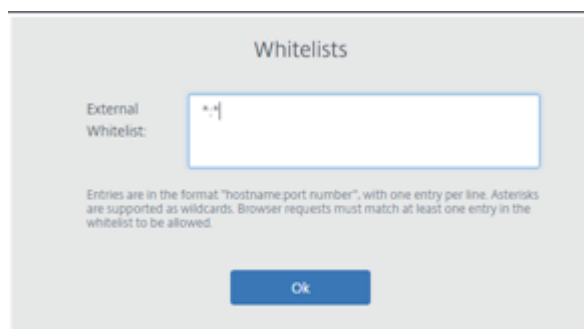 Whitelists
External
Whitelist:
*:*
Entries are in the format "hostname:port number", with one entry per line. Asterisks
are supported as wildcards. Browser requests must match at least one entry in the
whitelist to be allowed.
Ok